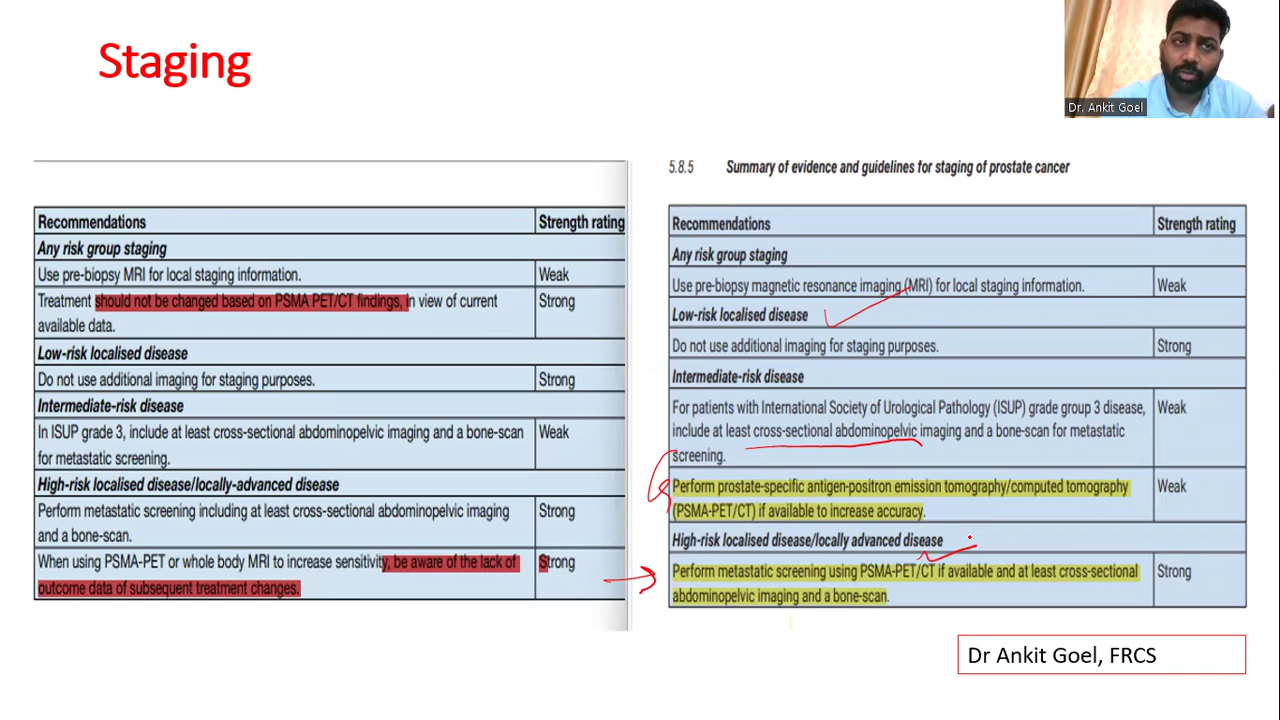 Staging
Dr. Ankit Goel
Recommendations Strength rating
Any risk group staging
Use pre-biopsy MRI for local staging information. Weak
Treatment should not be changed based on PSMA PET/CT findings, in view of current Strong
available data.
Low-risk localised disease
Do not use additional imaging for staging purposes. Strong
Intermediate-risk disease
In ISUP grade 3, include at least cross-sectional abdominopelvic imaging and a bone-scan Weak
for metastatic screening.
High-risk localised disease/locally-advanced disease
Perform metastatic screening including at least cross-sectional abdominopelvic imaging Strong
and a bone-scan.
When using PSMA-PET or whole body MRI to increase sensitivity, be aware of the lack of Strong
outcome data of subsequent treatment changes.
5.8.5 Summary of evidence and guidelines for staging of prostate cancer
Recommendations Strength rating
Any risk group staging
Use pre-biopsy magnetic resonance imaging (MRI) for local staging information. Weak
Low-risk localised disease
Do not use additional imaging for staging purposes. Strong
Intermediate-risk disease
For patients with International Society of Urological Pathology (ISUP) grade group 3 disease, Weak
include at least cross-sectional abdominopelvic imaging and a bone-scan for metastatic
screening.
Perform prostate-specific antigen-positron emission tomography/computed tomography Weak
(PSMA-PET/CT) if available to increase accuracy.
High-risk localised disease/locally advanced disease
Perform metastatic screening using PSMA-PET/CT if available and at least cross-sectional Strong
abdominopelvic imaging and a bone-scan.
Dr Ankit Goel, FRCS